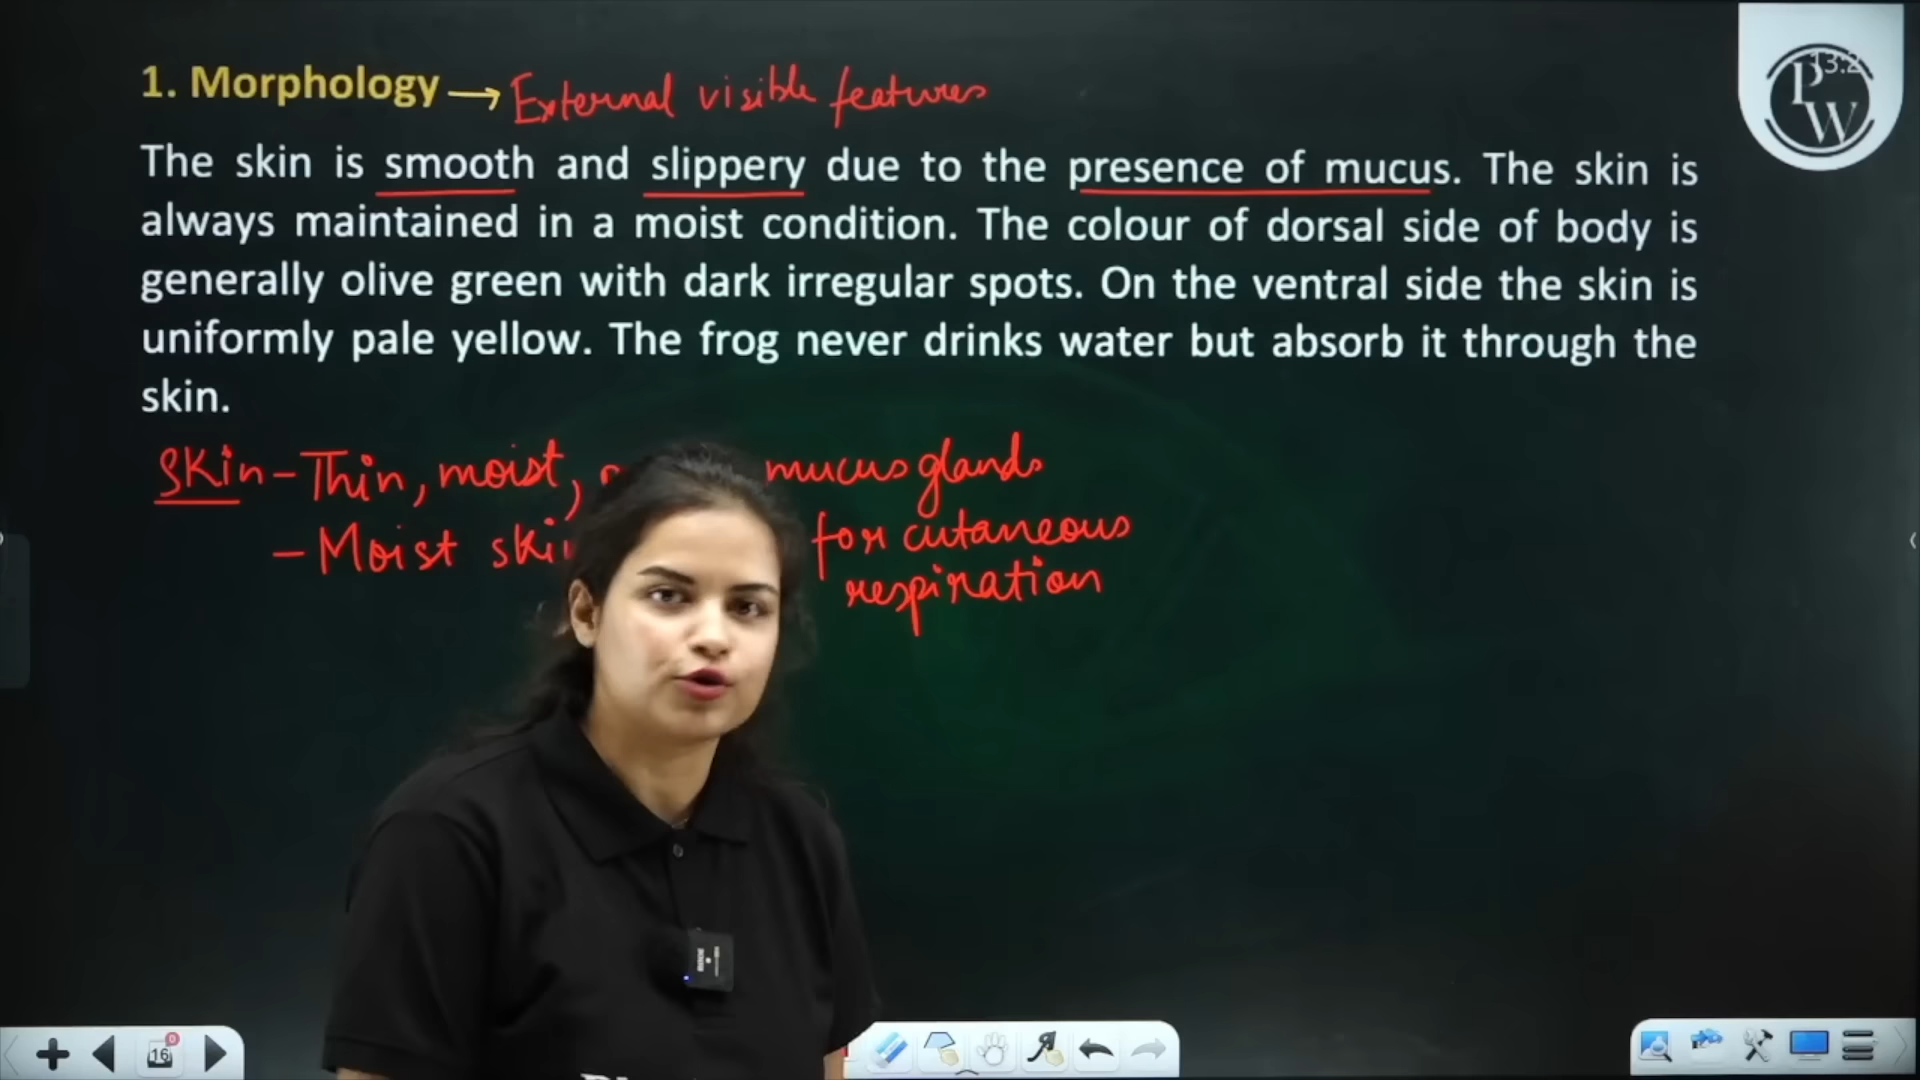 1. Morphology → External visible features
The skin is smooth and slippery due to the presence of mucus. The skin is
always maintained in a moist condition. The colour of dorsal side of body is
generally olive green with dark irregular spots. On the ventral side the skin is
uniformly pale yellow. The frog never drinks water but absorb it through the
skin.
Skin - Thin, moist, mucus glands
- Moist for cutaneous
respiration
PW
16
0